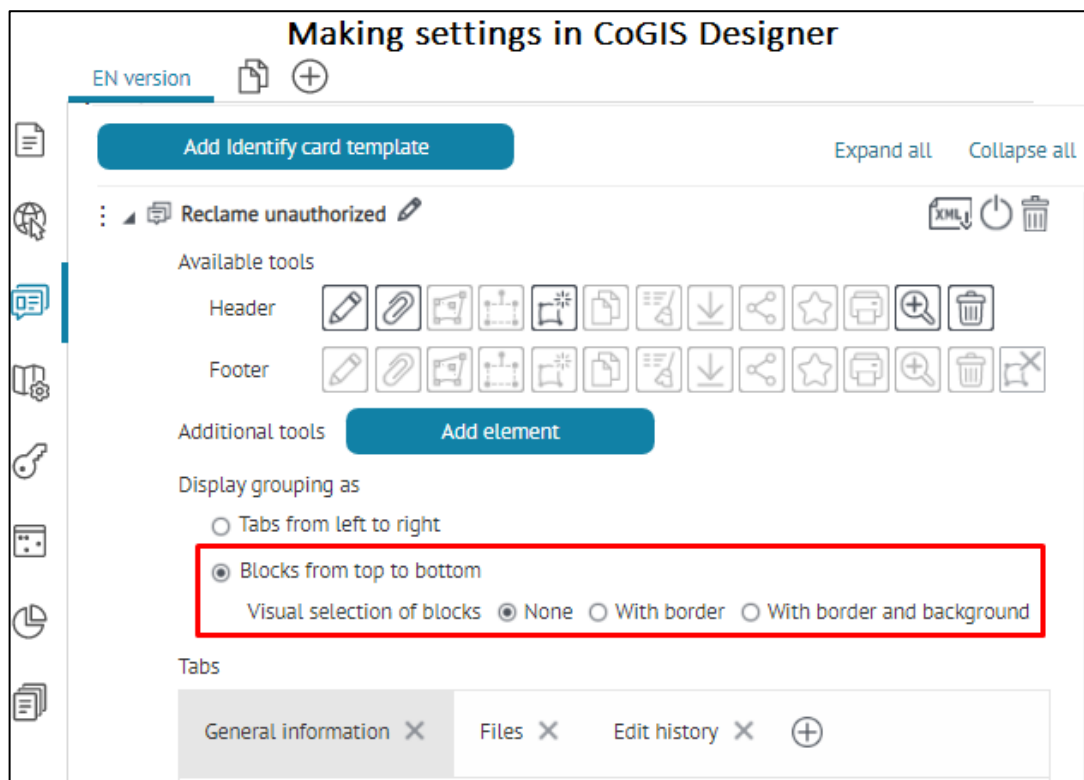 Making settings in CoGIS Designer
EN version
Add Identify card template
Expand all
Collapse all
Reclame unauthorized
XML
Available tools
Header
Footer
Additional tools
Add element
Display grouping as
Tabs from left to right
Blocks from top to bottom
Visual selection of blocks None With border With border and background
Tabs
General information
Files
Edit history